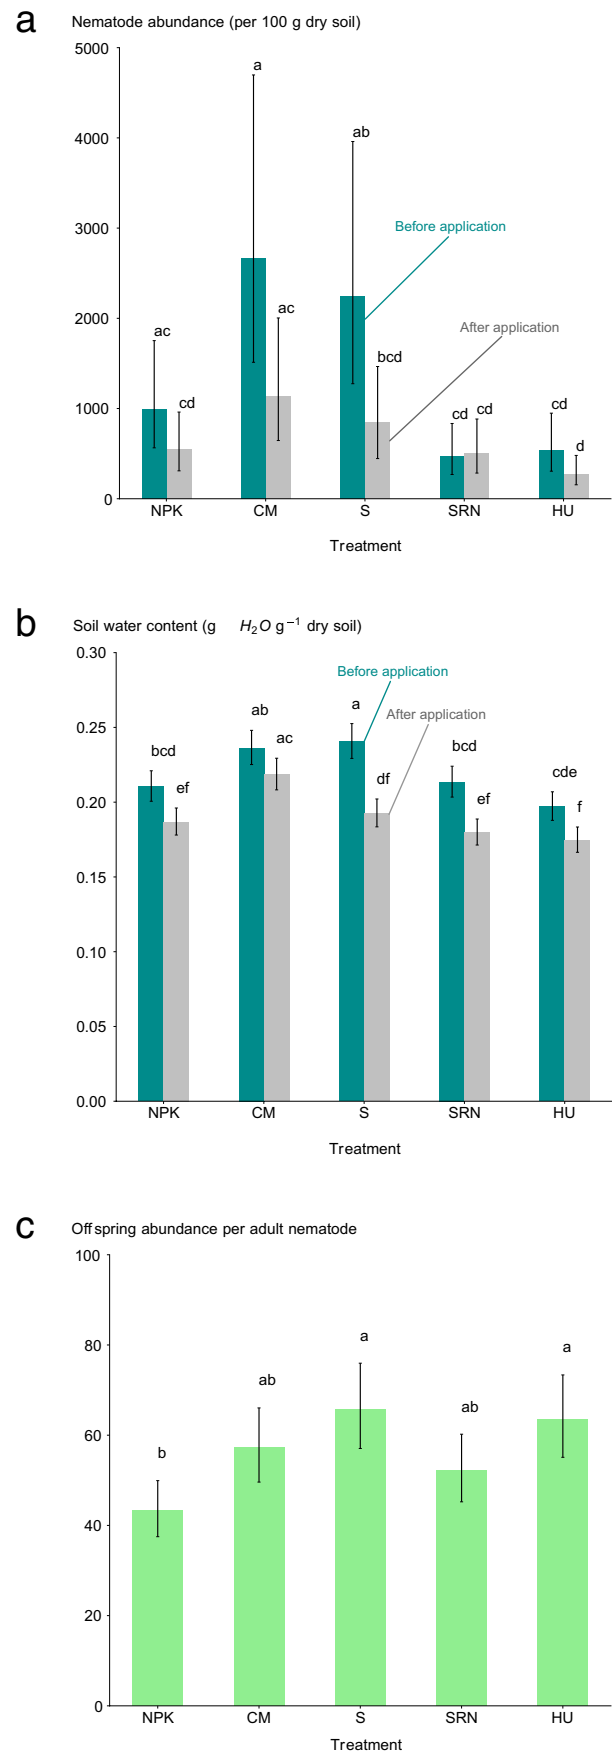 a
Nematode abundance (per 100 g dry soil)
5000
4000
3000
2000
1000
0
a
ab
Before application
After application
ac
ac
bcd
cd
cd
cd
cd
d
NPK CM S SRN HU
Treatment
b
Soil water content (g H₂O g⁻¹ dry soil)
0.30
0.25
0.20
0.15
0.10
0.05
0.00
Before application
After application
bcd
ef
ab
ac
a
df
bcd
ef
cde
f
NPK CM S SRN HU
Treatment
c
Offspring abundance per adult nematode
100
80
60
40
20
0
b
ab
a
ab
a
NPK CM S SRN HU
Treatment